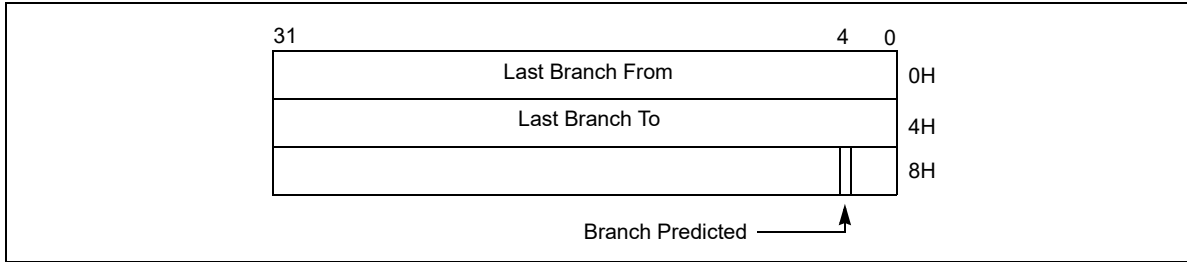 31 4 0
Last Branch From 0H
Last Branch To 4H
8H
Branch Predicted